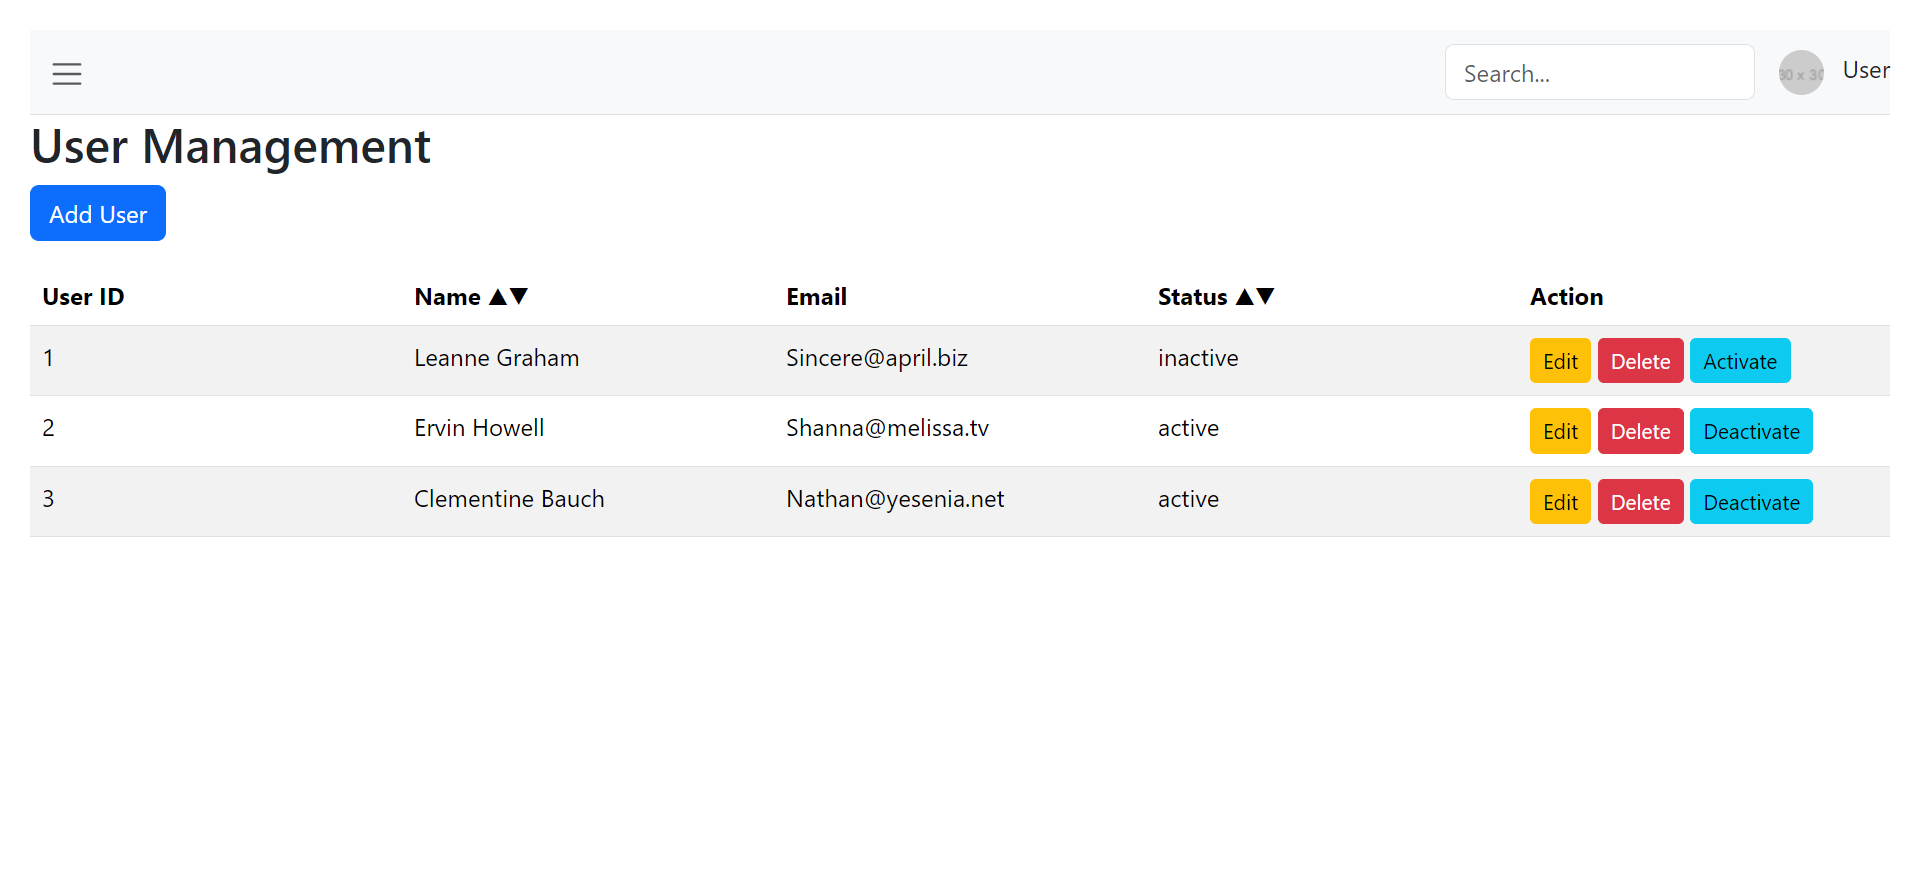 Search...
30 x 30
User
User Management
Add User
User ID Name ▲▼ Email Status ▲▼ Action
1 Leanne Graham Sincere@april.biz inactive Edit Delete Activate
2 Ervin Howell Shanna@melissa.tv active Edit Delete Deactivate
3 Clementine Bauch Nathan@yesenia.net active Edit Delete Deactivate